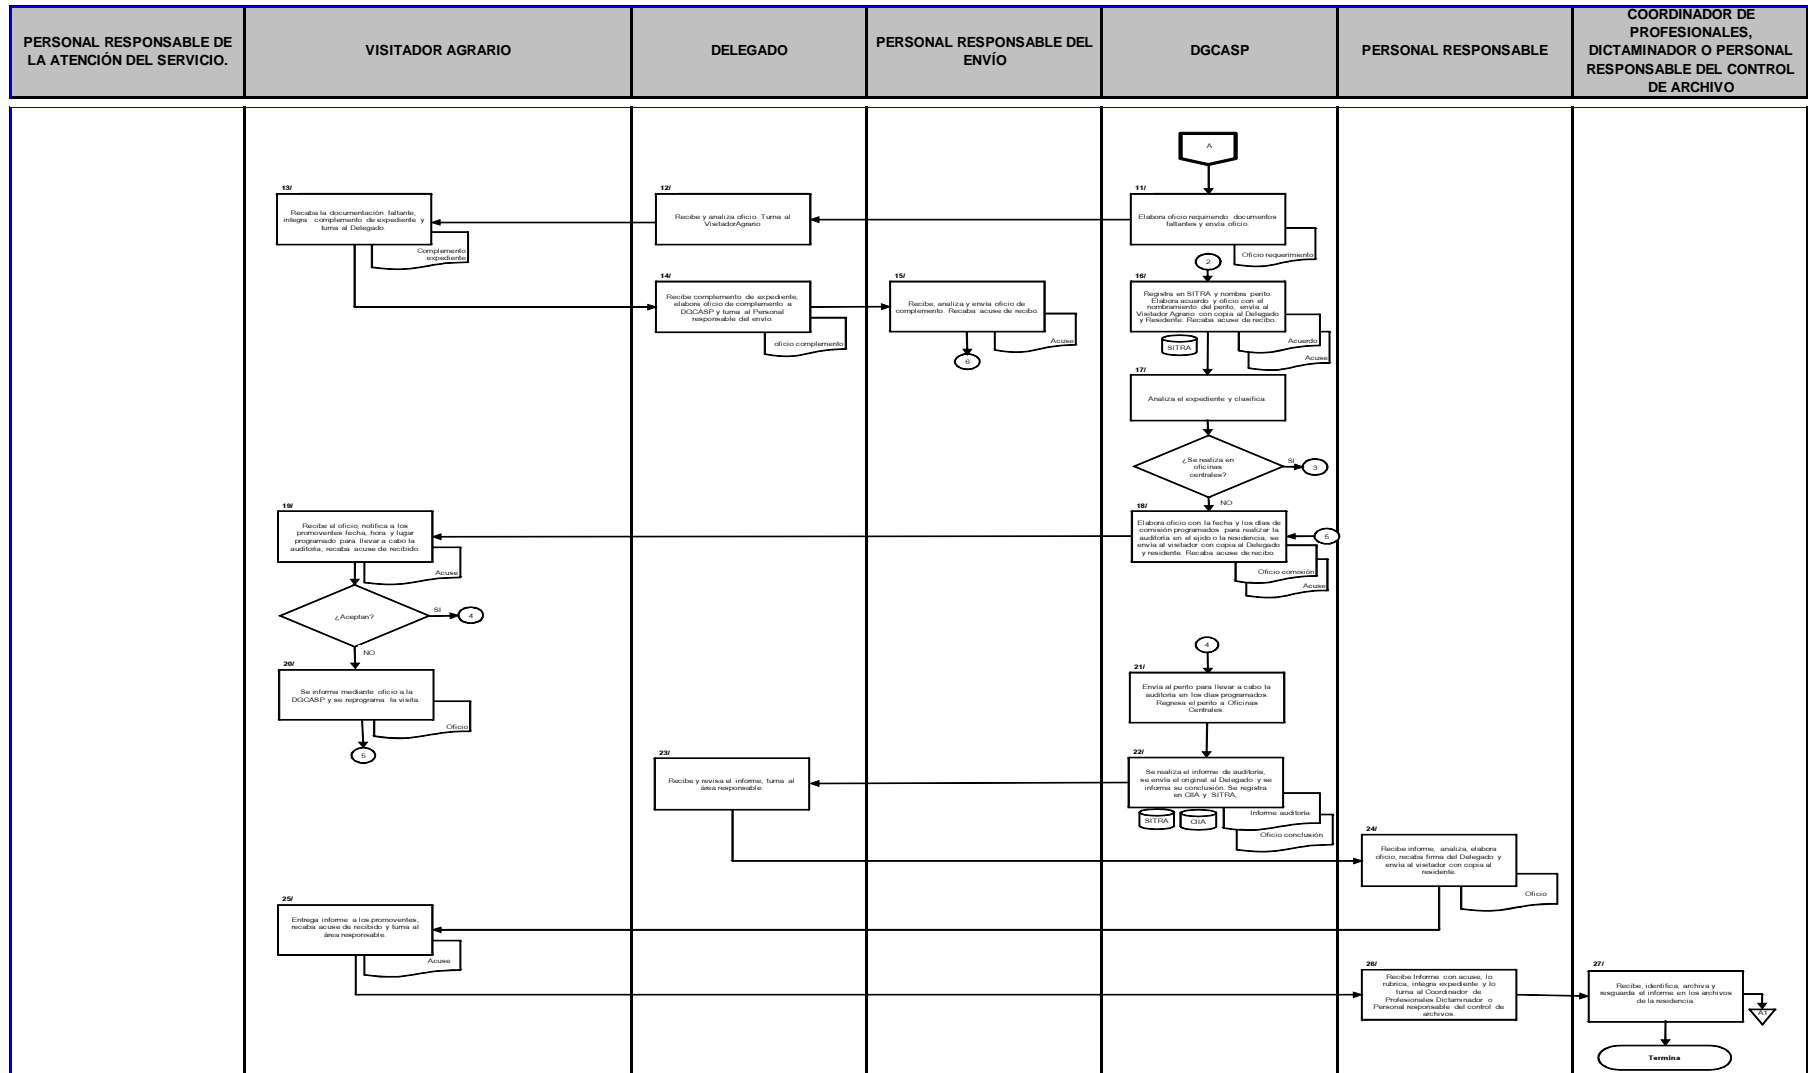 PERSONAL RESPONSABLE DE
LA ATENCIÓN DEL SERVICIO.
VISITADOR AGRARIO
DELEGADO
PERSONAL RESPONSABLE DEL
ENVÍO
DGCASP
PERSONAL RESPONSABLE
COORDINADOR DE
PROFESIONALES,
DICTAMINADOR O PERSONAL
RESPONSABLE DEL CONTROL
DE ARCHIVO
A
11/
Elabora oficio requiriendo documentos
faltantes y envía oficio.
Oficio requerimiento
12/
Recibe y analiza oficio. Turna al
VisitadorAgrario
13/
Recaba la documentación faltante,
integra complemento de expediente y
turna al Delegado.
Complemento
expediente
14/
Recibe complemento de expediente,
elabora oficio de complemento a
DGCASP y turna al Personal
responsable del envío.
oficio complemento
15/
Recibe, analiza y envía oficio de
complemento. Recaba acuse de recibo.
Acuse
6
2
16/
Registra en SITRA y nombra perito.
Elabora acuerdo y oficio con el
nombramiento del perito, envía al
Visitador Agrario con copia al Delegado
y Residente. Recaba acuse de recibo.
SITRA
Acuerdo
Acuse
17/
Analiza el expediente y clasifica.
¿Se realiza en
oficinas
centrales?
SI
3
NO
18/
Elabora oficio con la fecha y los días de
comisión programados para realizar la
auditoría en el ejido o la residencia, se
envía al visitador con copia al Delegado
y residente. Recaba acuse de recibo.
5
Oficio comisión
Acuse
19/
Recibe el oficio, notifica a los
promoventes fecha, hora y lugar
programado para llevar a cabo la
auditoría, recaba acuse de recibido.
Acuse
¿Aceptan?
SI
4
NO
20/
Se informa mediante oficio a la
DGCASP y se reprograma la visita.
Oficio
5
4
21/
Envía al perito para llevar a cabo la
auditoría en los días programados.
Regresa el perito a Oficinas
Centrales.
22/
Se realiza el informe de auditoría,
se envía el original al Delegado y se
informa su conclusión. Se registra
en CIIA y SITRA,
SITRA
CIIA
Informe auditoría
Oficio conclusión
23/
Recibe y revisa el informe, turna al
área responsable.
24/
Recibe informe, analiza, elabora
oficio, recaba firma del Delegado y
envía al visitador con copia al
residente.
Oficio
25/
Entrega informe a los promoventes,
recaba acuse de recibido y turna al
área responsable.
Acuse
26/
Recibe Informe con acuse, lo
rubrica, integra expediente y lo
turna al Coordinador de
Profesionales Dictaminador o
Personal responsable del control de
archivos.
27/
Recibe, identifica, archiva y
resguarda el informe en los archivos
de la residencia.
A1
Termina